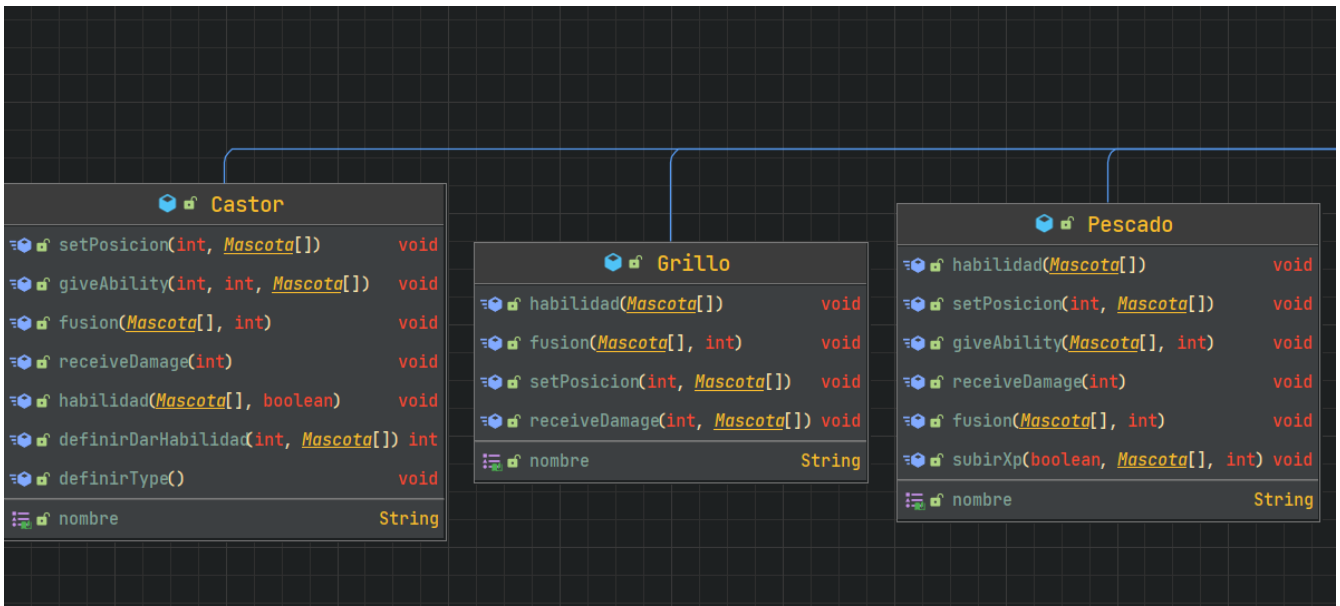 Castor
setPosicion(int, Mascota[]) void
giveAbility(int, int, Mascota[]) void
fusion(Mascota[], int) void
receiveDamage(int) void
habilidad(Mascota[], boolean) void
definirDarHabilidad(int, Mascota[]) int
definirType() void
nombre String
Grillo
habilidad(Mascota[]) void
fusion(Mascota[], int) void
setPosicion(int, Mascota[]) void
receiveDamage(int, Mascota[]) void
nombre String
Pescado
habilidad(Mascota[]) void
setPosicion(int, Mascota[]) void
giveAbility(Mascota[], int) void
receiveDamage(int) void
fusion(Mascota[], int) void
subirXp(boolean, Mascota[], int) void
nombre String